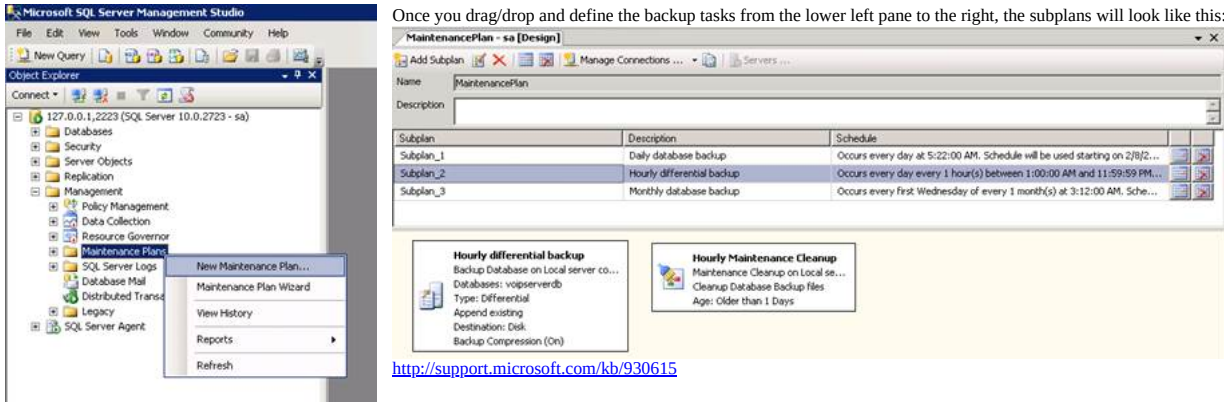 Microsoft SQL Server Management Studio
File Edit View Tools Window Community Help
New Query
Object Explorer
Connect
127.0.0.1,2223 (SQL Server 10.0.2723 - sa)
Databases
Security
Server Objects
Replication
Management
Policy Management
Data Collection
Resource Governor
Maintenance Plans
SQL Server Logs
Database Mail
Distributed Transa
Legacy
SQL Server Agent
New Maintenance Plan...
Maintenance Plan Wizard
View History
Reports
Refresh
Once you drag/drop and define the backup tasks from the lower left pane to the right, the subplans will look like this:
MaintenancePlan - sa [Design]
Add Subplan Manage Connections ... Servers ...
Name MaintenancePlan
Description
Subplan Description Schedule
Subplan_1 Daily database backup Occurs every day at 5:22:00 AM. Schedule will be used starting on 2/8/2...
Subplan_2 Hourly differential backup Occurs every day every 1 hour(s) between 1:00:00 AM and 11:59:59 PM...
Subplan_3 Monthly database backup Occurs every first Wednesday of every 1 month(s) at 3:12:00 AM. Sche...
Hourly differential backup
Backup Database on Local server co...
Databases: voipserverdb
Type: Differential
Append existing
Destination: Disk
Backup Compression (On)
Hourly Maintenance Cleanup
Maintenance Cleanup on Local se...
Cleanup Database Backup files
Age: Older than 1 Days
http://support.microsoft.com/kb/930615